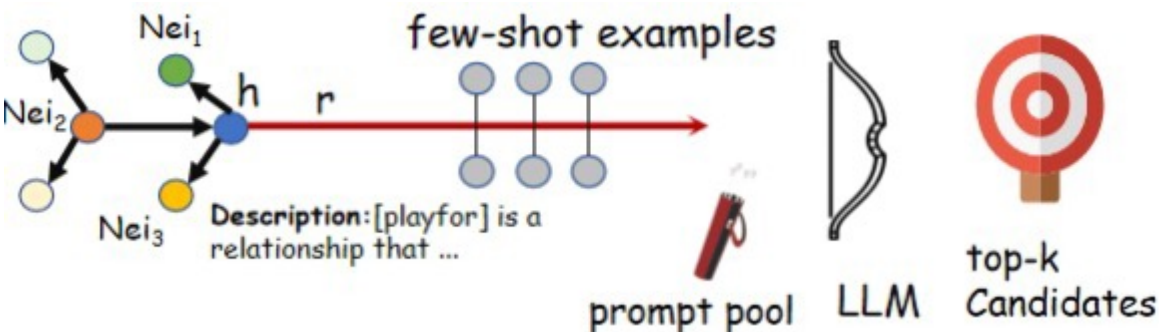 Nei₁
few-shot examples
h
r
Nei₂
Nei₃
Description:[playfor] is a
relationship that ...
prompt pool
LLM
top-k
Candidates